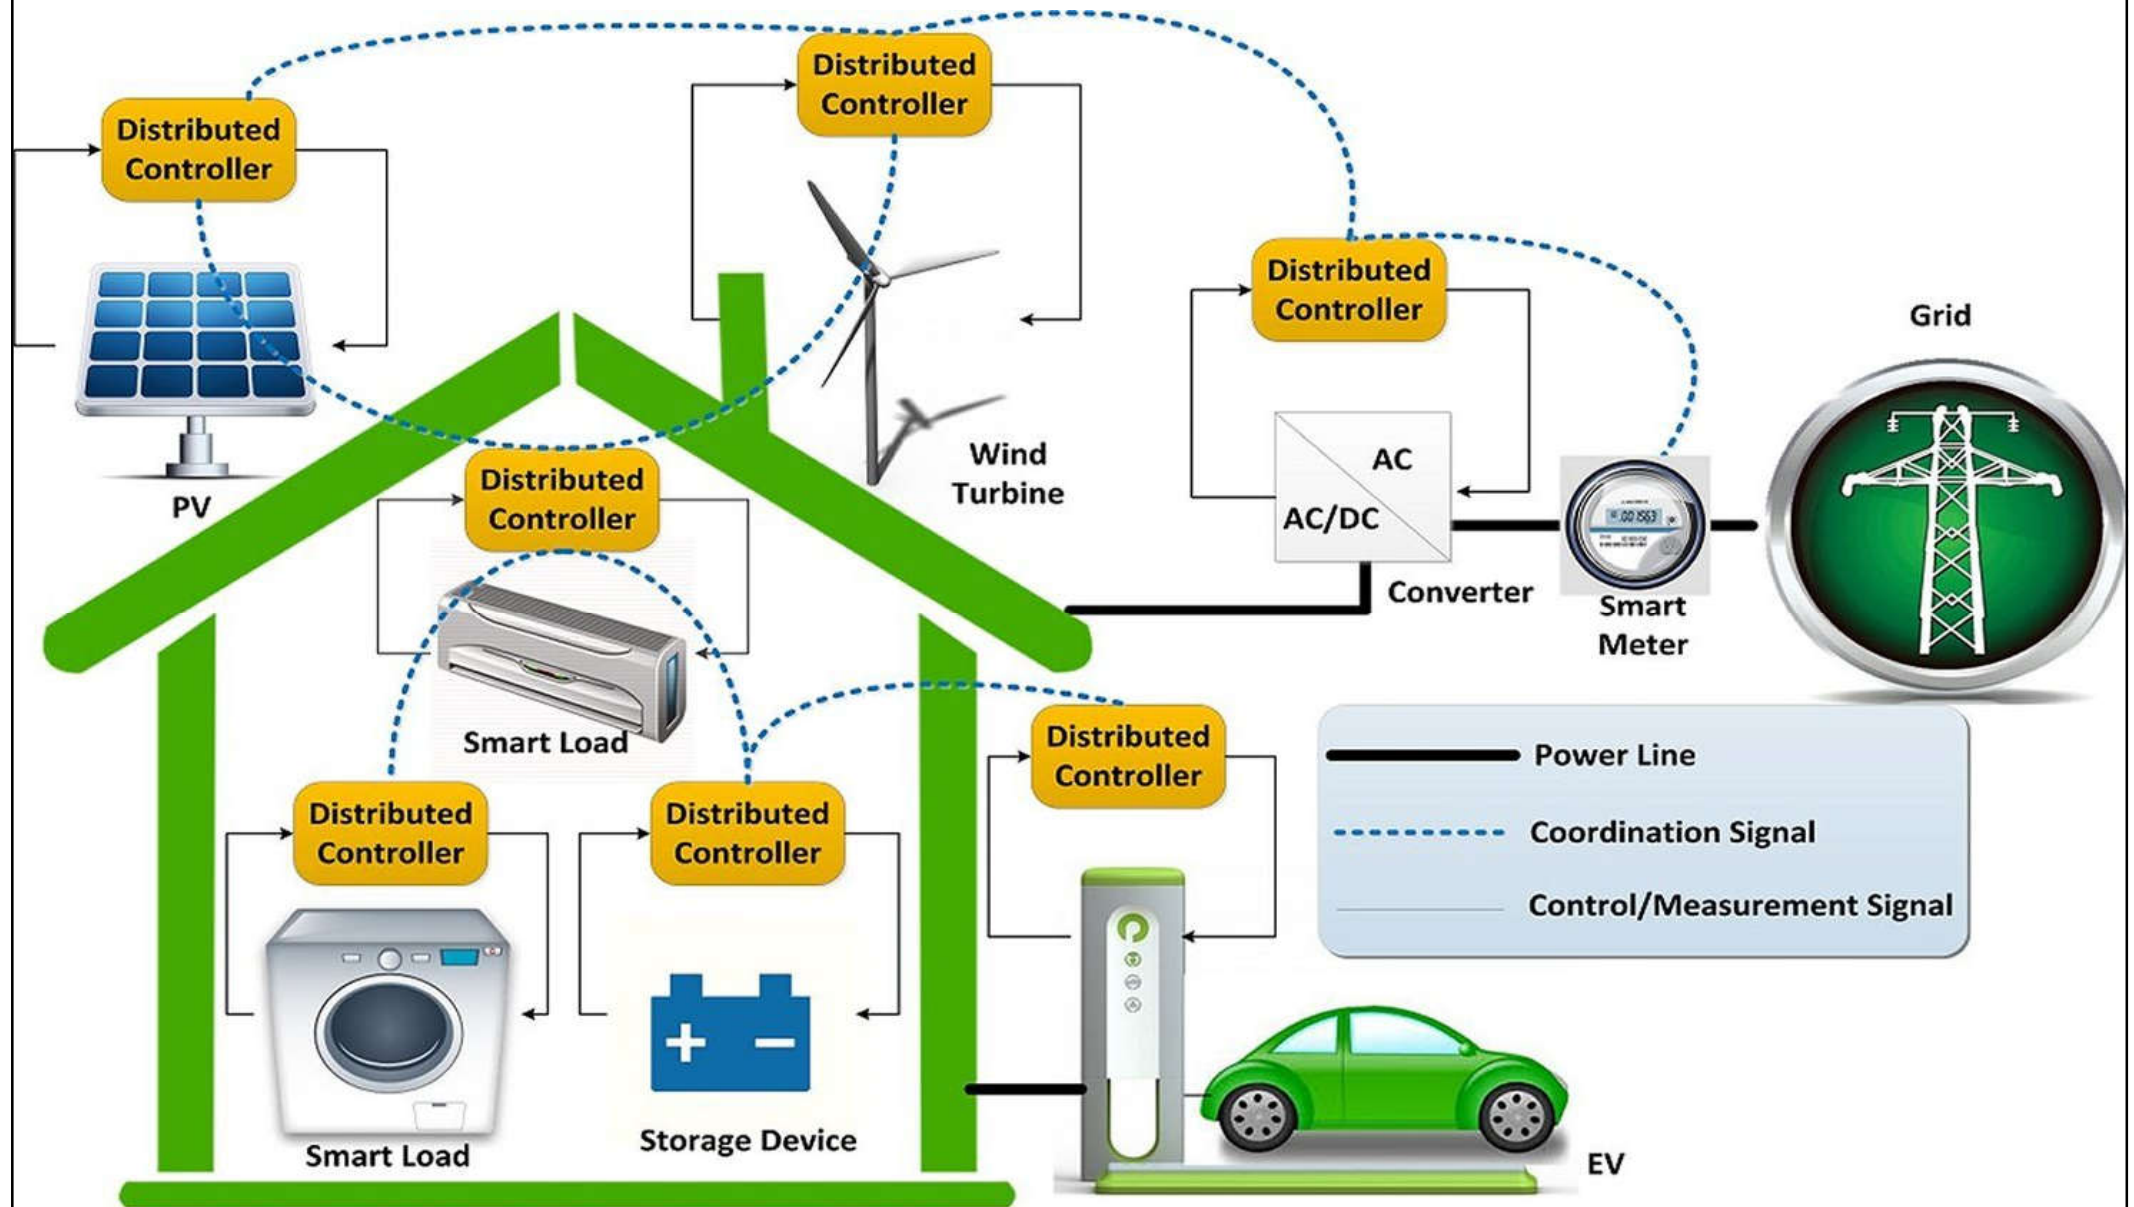 Distributed
Controller
Distributed
Controller
Distributed
Controller
Grid
PV
Wind
Turbine
Distributed
Controller
AC
AC/DC
Converter
Smart
Meter
Smart Load
Distributed
Controller
Distributed
Controller
Distributed
Controller
Power Line
Coordination Signal
Control/Measurement Signal
+ −
Storage Device
Smart Load
EV